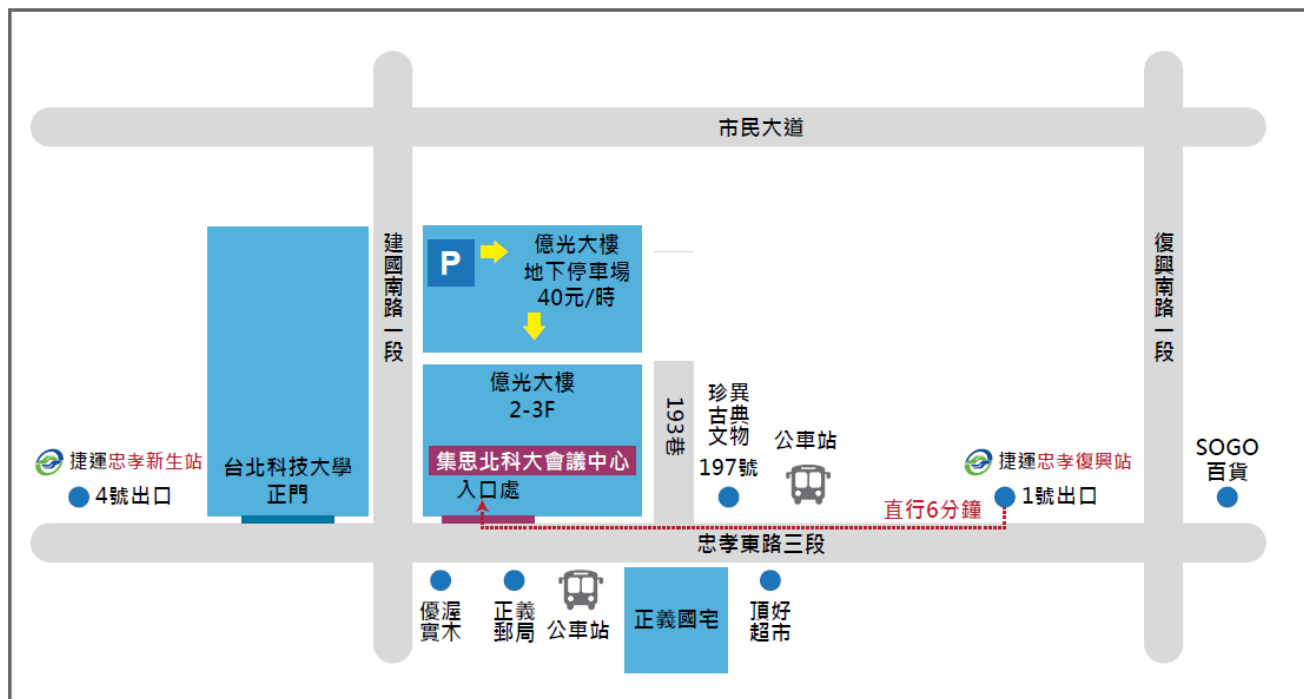 市民大道
建國南路一段
復興南路一段
P
億光大樓
地下停車場
40元/時
億光大樓
2-3F
集思北科大會議中心
入口處
193巷
珍異
古典
文物
197號
公車站
捷運忠孝新生站
4號出口
台北科技大學
正門
捷運忠孝復興站
1號出口
SOGO
百貨
直行6分鐘
忠孝東路三段
優渥
實木
正義
郵局
公車站
正義國宅
頂好
超市